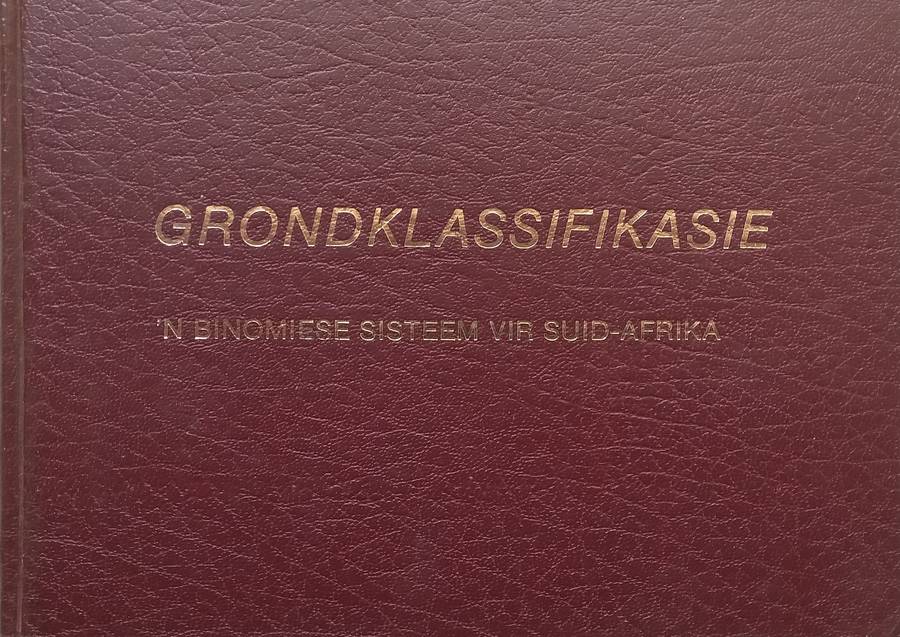 GRONDKLASSIFIKASIE
'N BINOMIESE SISTEEM VIR SUID-AFRIKA